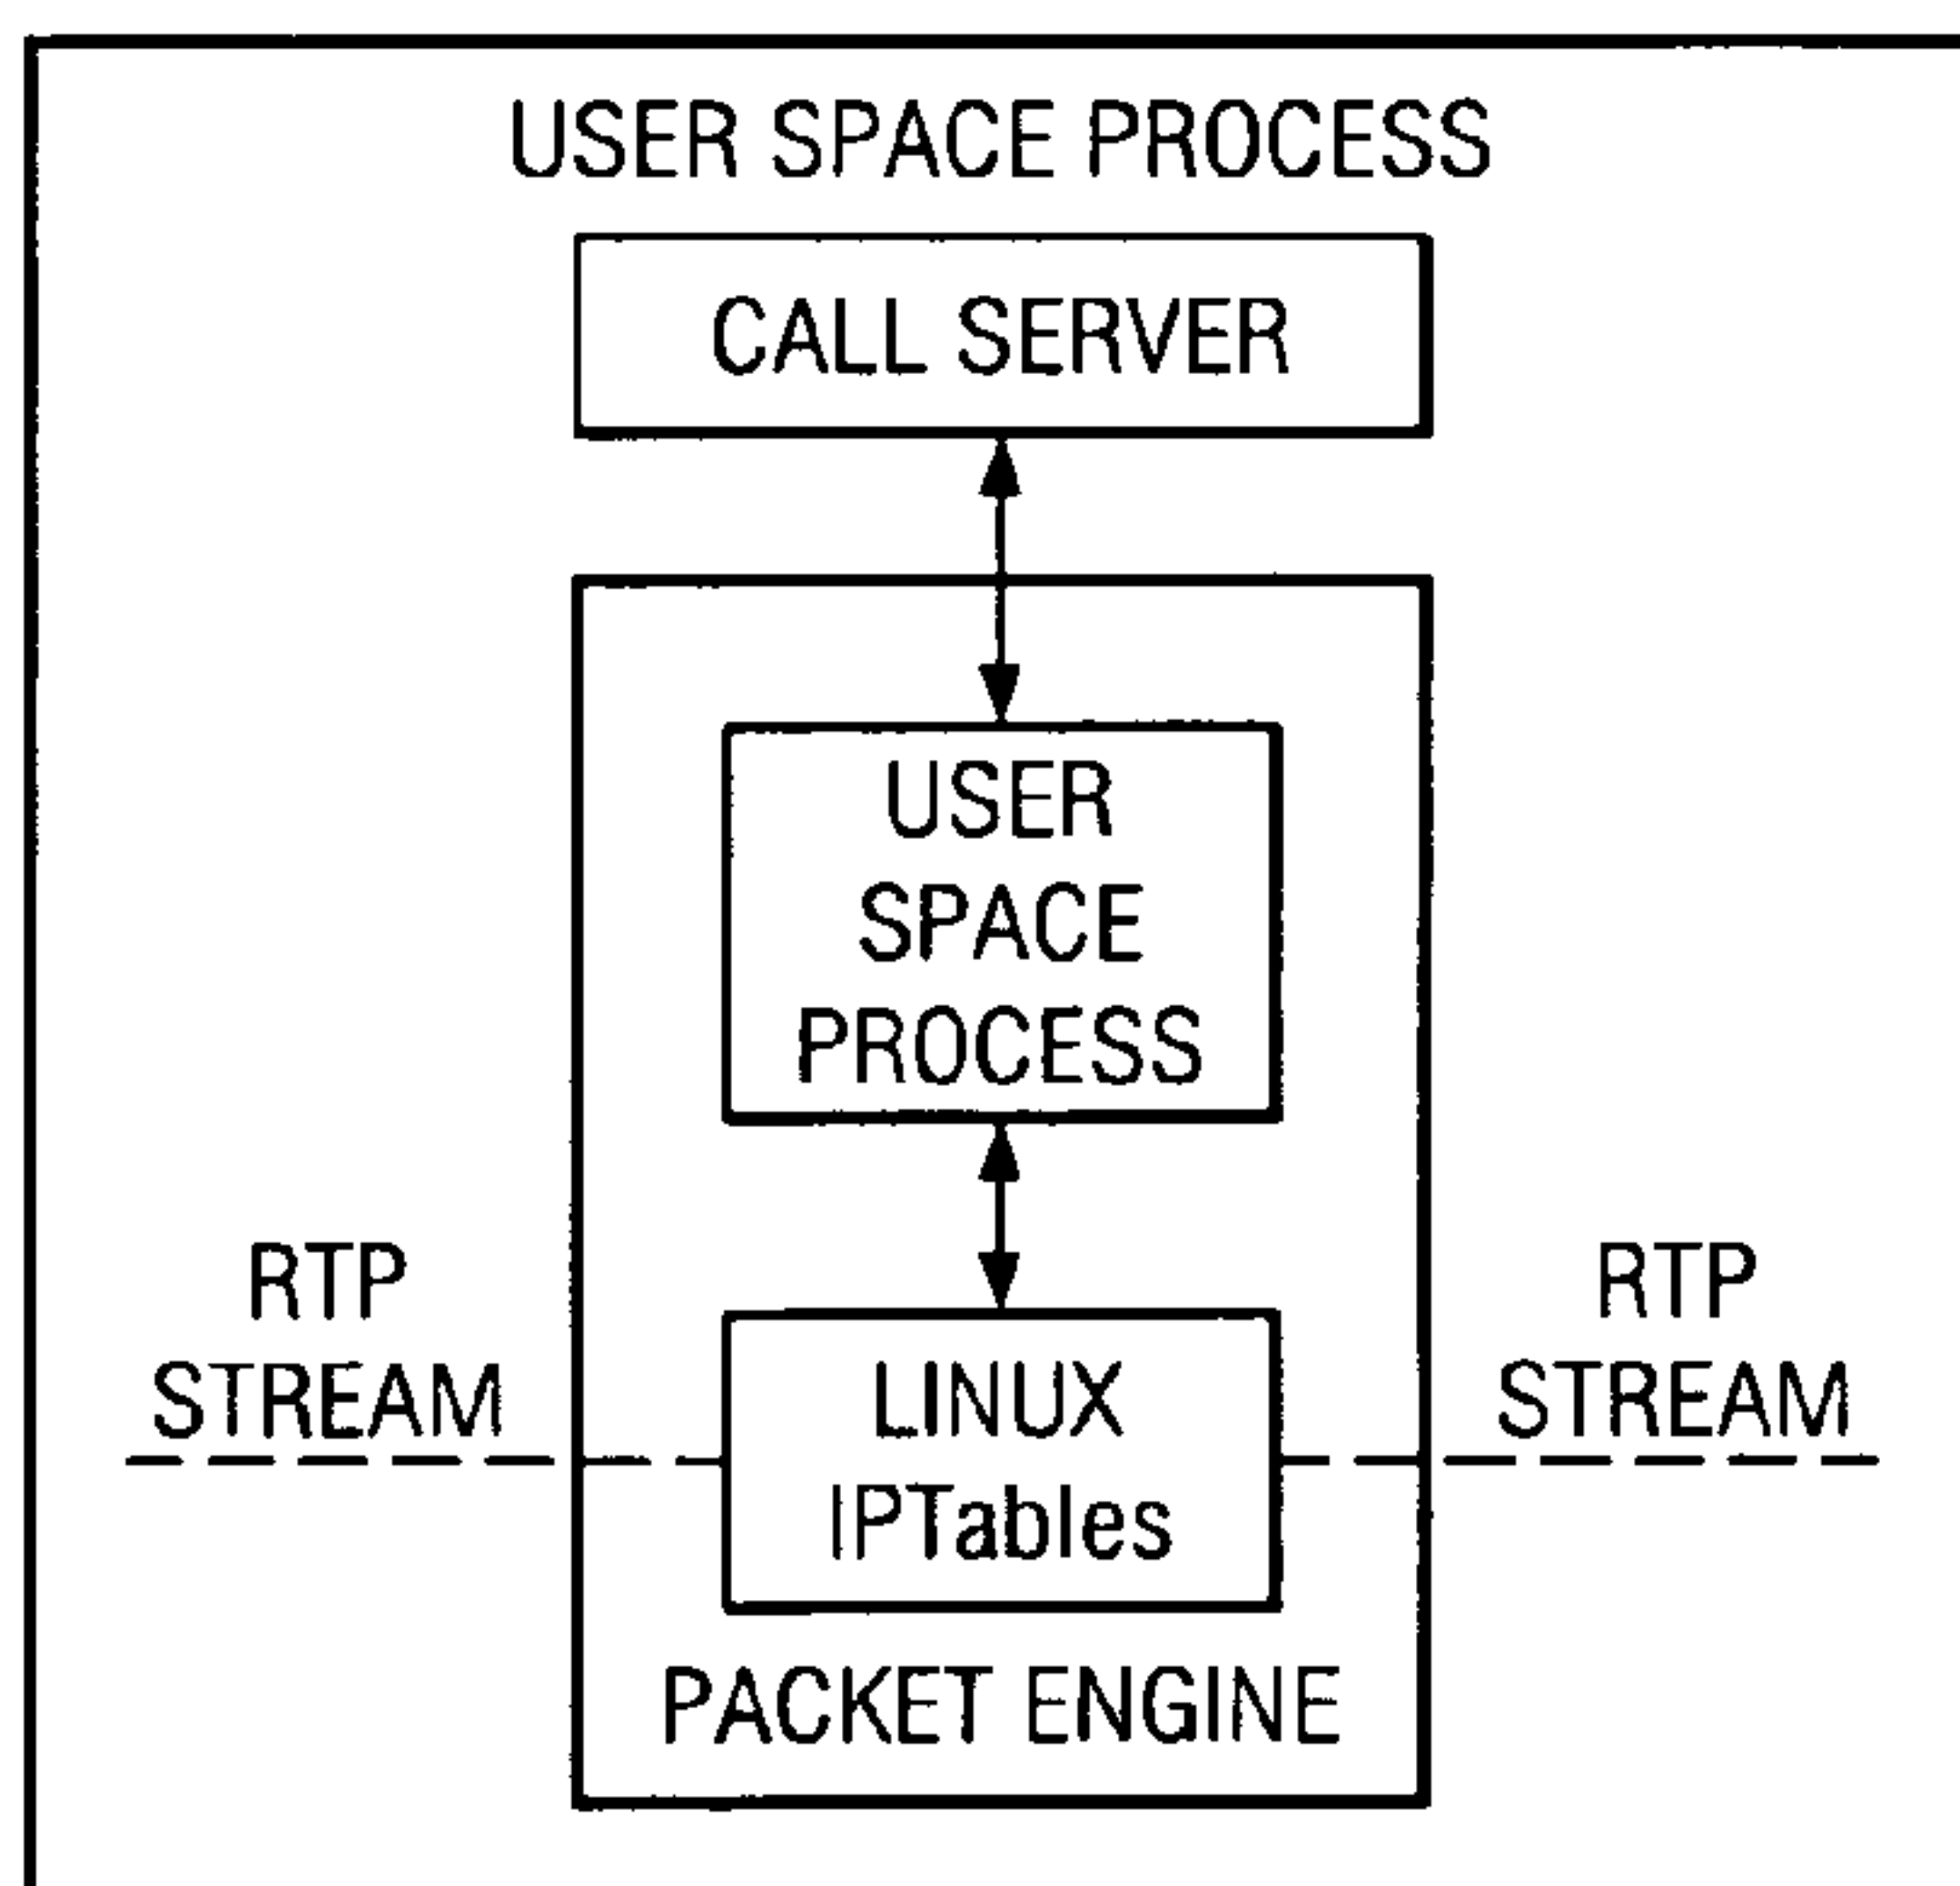 USER SPACE PROCESS
CALL SERVER
USER
SPACE
PROCESS
RTP
STREAM
RTP
STREAM
LINUX
IPTables
PACKET ENGINE